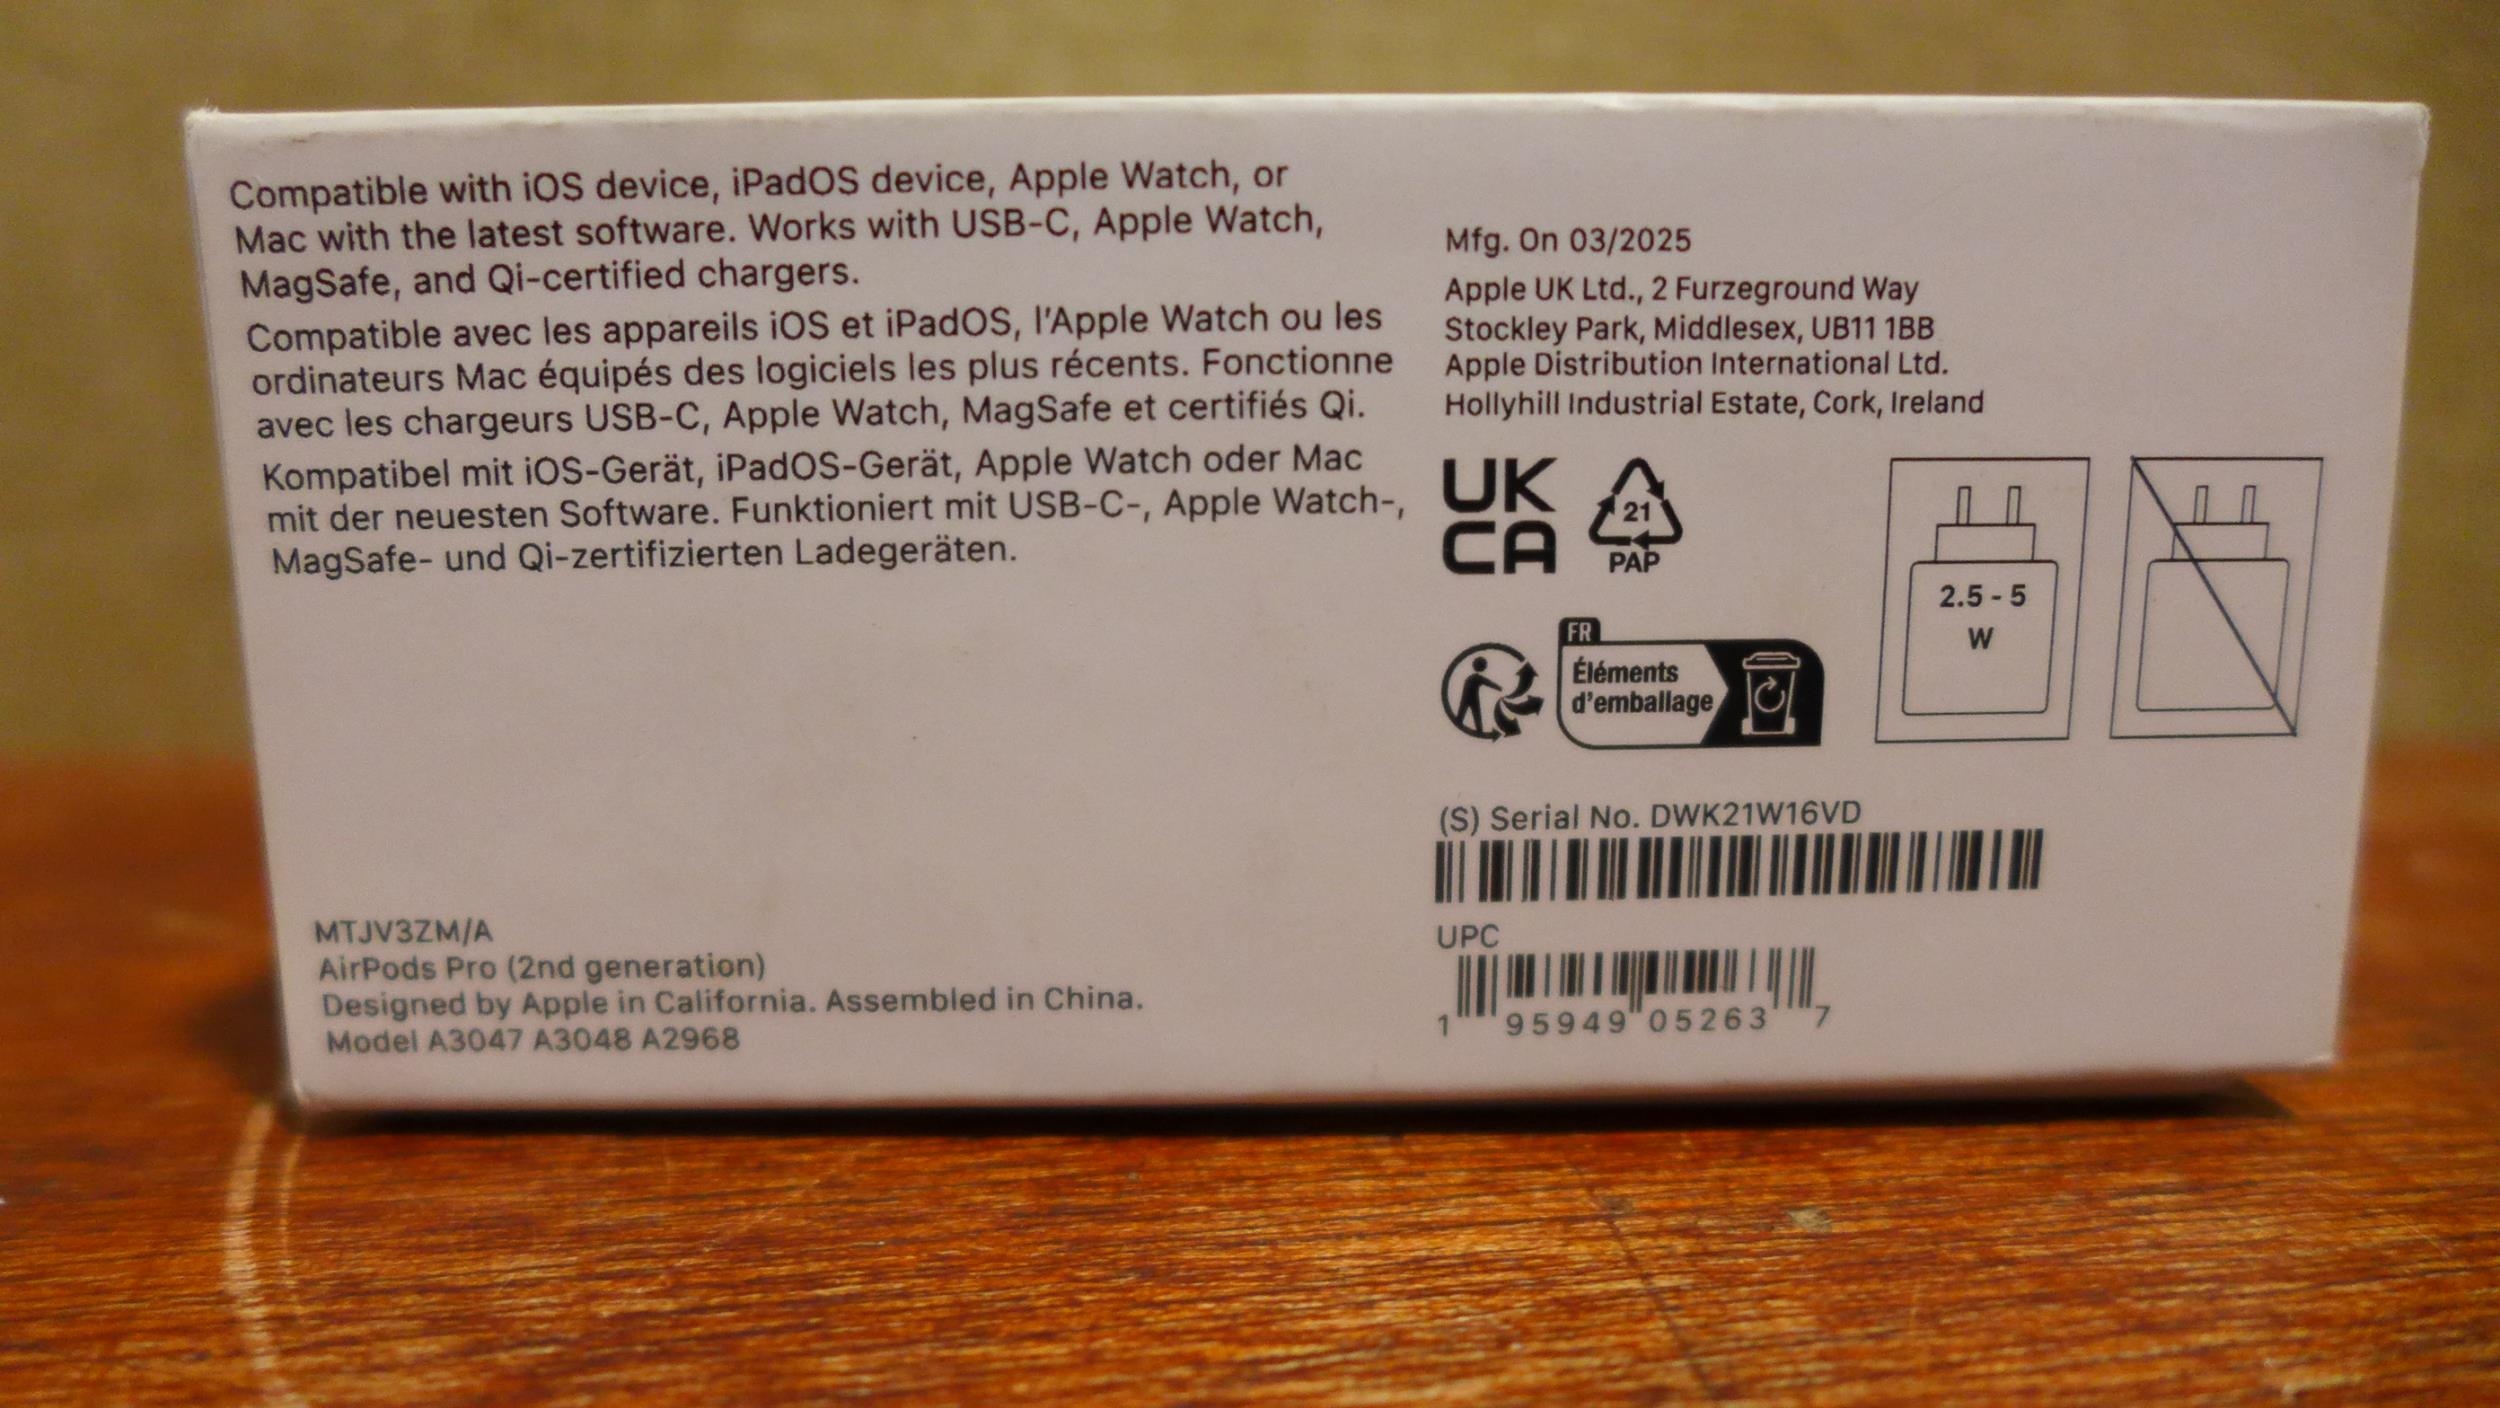 Compatible with iOS device, iPadOS device, Apple Watch, or
Mac with the latest software. Works with USB-C, Apple Watch,
MagSafe, and Qi-certified chargers.
Compatible avec les appareils iOS et iPadOS, l'Apple Watch ou les
ordinateurs Mac équipés des logiciels les plus récents. Fonctionne
avec les chargeurs USB-C, Apple Watch, MagSafe et certifiés Qi.
Kompatibel mit iOS-Gerät, iPadOS-Gerät, Apple Watch oder Mac
mit der neuesten Software. Funktioniert mit USB-C-, Apple Watch-,
MagSafe- und Qi-zertifizierten Ladegeräten.
MTJV3ZM/A
AirPods Pro (2nd generation)
Designed by Apple in California. Assembled in China.
Model A3047 A3048 A2968
Mfg. On 03/2025
Apple UK Ltd., 2 Furzeground Way
Stockley Park, Middlesex, UB11 1BB
Apple Distribution International Ltd.
Hollyhill Industrial Estate, Cork, Ireland
UK
CA
21
PAP
FR
Éléments
d'emballage
2.5 - 5
W
(S) Serial No. DWK21W16VD
UPC
1 95949 05263 7